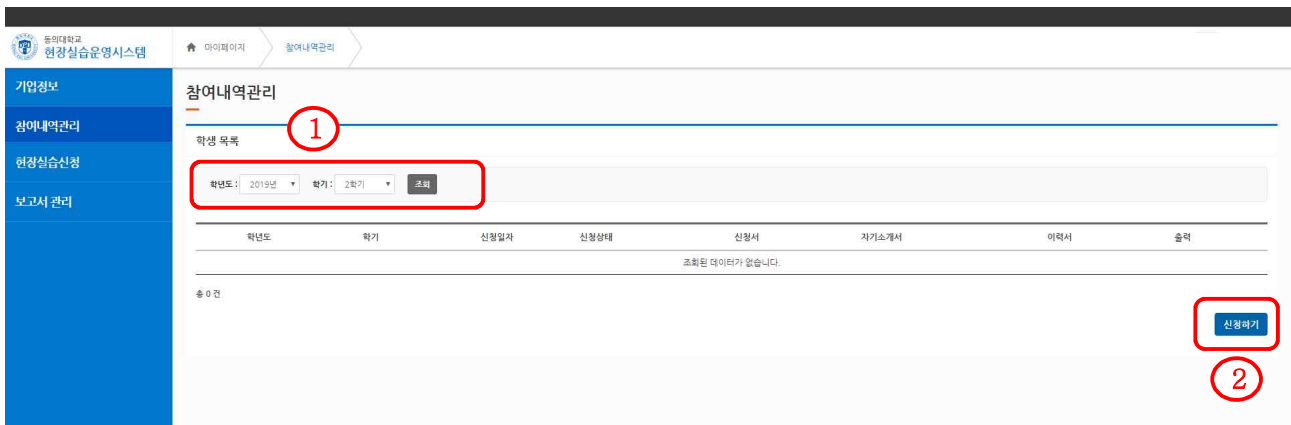 동의대학교
현장실습운영시스템
마이페이지 참여내역관리
기업정보
참여내역관리
현장실습신청
보고서 관리
참여내역관리
1
학생 목록
학년도 : 2019년 학기 : 2학기 조회
학년도 학기 신청일자 신청상태 신청서 자기소개서 이력서 출력
조회된 데이터가 없습니다.
총 0 건
신청하기
2